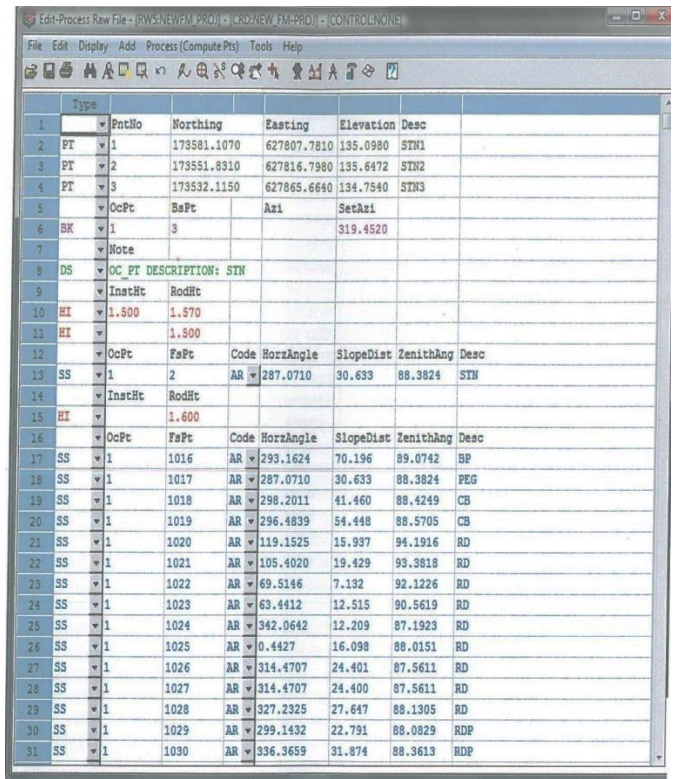 Edit-Process Raw File - [RWS:NEWFM_PROJ] - [CRD:NEW_FM-PROJ] - [CONTROL:NONE]
File Edit Display Add Process (Compute Pts) Tools Help
Type
1 PntNo Northing Easting Elevation Desc
2 PT 1 173581.1070 627807.7810 135.0980 STN1
3 PT 2 173551.8310 627816.7980 135.6472 STN2
4 PT 3 173532.1150 627865.6640 134.7540 STN3
5 OcPt BsPt Azi SetAzi
6 BK 1 3 319.4520
7 Note
8 DS OC_PT DESCRIPTION: STN
9 InstHt RodHt
10 HI 1.500 1.570
11 HI 1.500
12 OcPt FsPt Code HorzAngle SlopeDist ZenithAng Desc
13 SS 1 2 AR 287.0710 30.633 88.3824 STN
14 InstHt RodHt
15 HI 1.600
16 OcPt FsPt Code HorzAngle SlopeDist ZenithAng Desc
17 SS 1 1016 AR 293.1624 70.196 89.0742 BP
18 SS 1 1017 AR 287.0710 30.633 88.3824 PEG
19 SS 1 1018 AR 298.2011 41.460 88.4249 CB
20 SS 1 1019 AR 296.4839 54.448 88.5705 CB
21 SS 1 1020 AR 119.1525 15.937 94.1916 RD
22 SS 1 1021 AR 105.4020 19.429 93.3818 RD
23 SS 1 1022 AR 69.5146 7.132 92.1226 RD
24 SS 1 1023 AR 63.4412 12.515 90.5619 RD
25 SS 1 1024 AR 342.0642 12.209 87.1923 RD
26 SS 1 1025 AR 0.4427 16.098 88.0151 RD
27 SS 1 1026 AR 314.4707 24.401 87.5611 RD
28 SS 1 1027 AR 314.4707 24.400 87.5611 RD
29 SS 1 1028 AR 327.2325 27.647 88.1305 RD
30 SS 1 1029 AR 299.1432 22.791 88.0829 RDP
31 SS 1 1030 AR 336.3659 31.874 88.3613 RDP